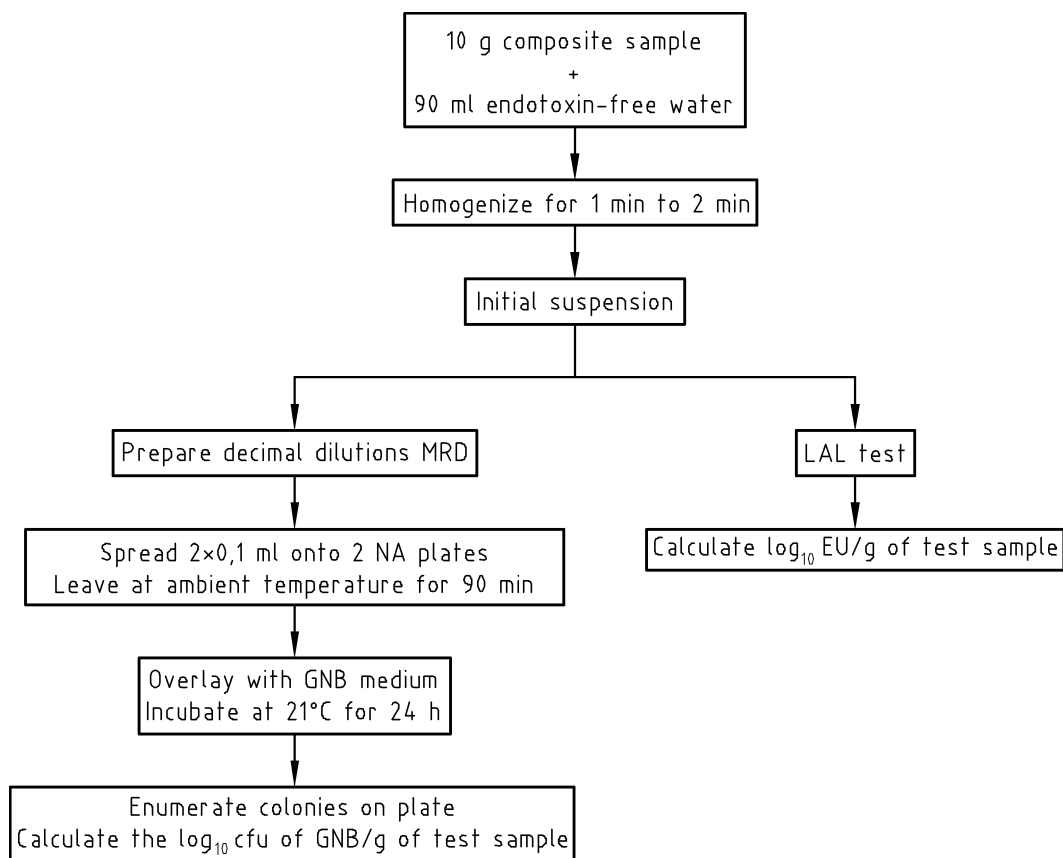 10 g composite sample
+
90 ml endotoxin-free water
Homogenize for 1 min to 2 min
Initial suspension
Prepare decimal dilutions MRD
LAL test
Spread 2×0,1 ml onto 2 NA plates
Leave at ambient temperature for 90 min
Calculate log₁₀ EU/g of test sample
Overlay with GNB medium
Incubate at 21°C for 24 h
Enumerate colonies on plate
Calculate the log₁₀ cfu of GNB/g of test sample